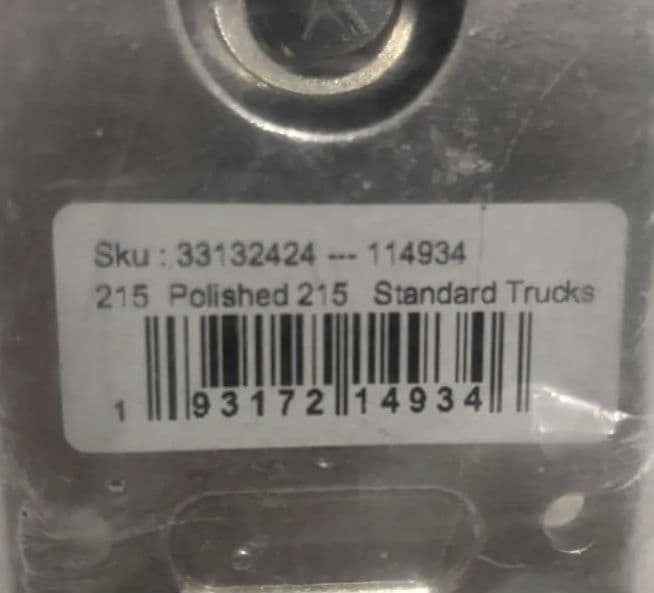 Sku : 33132424 --- 114934
215 Polished 215 Standard Trucks
1 93172 14934